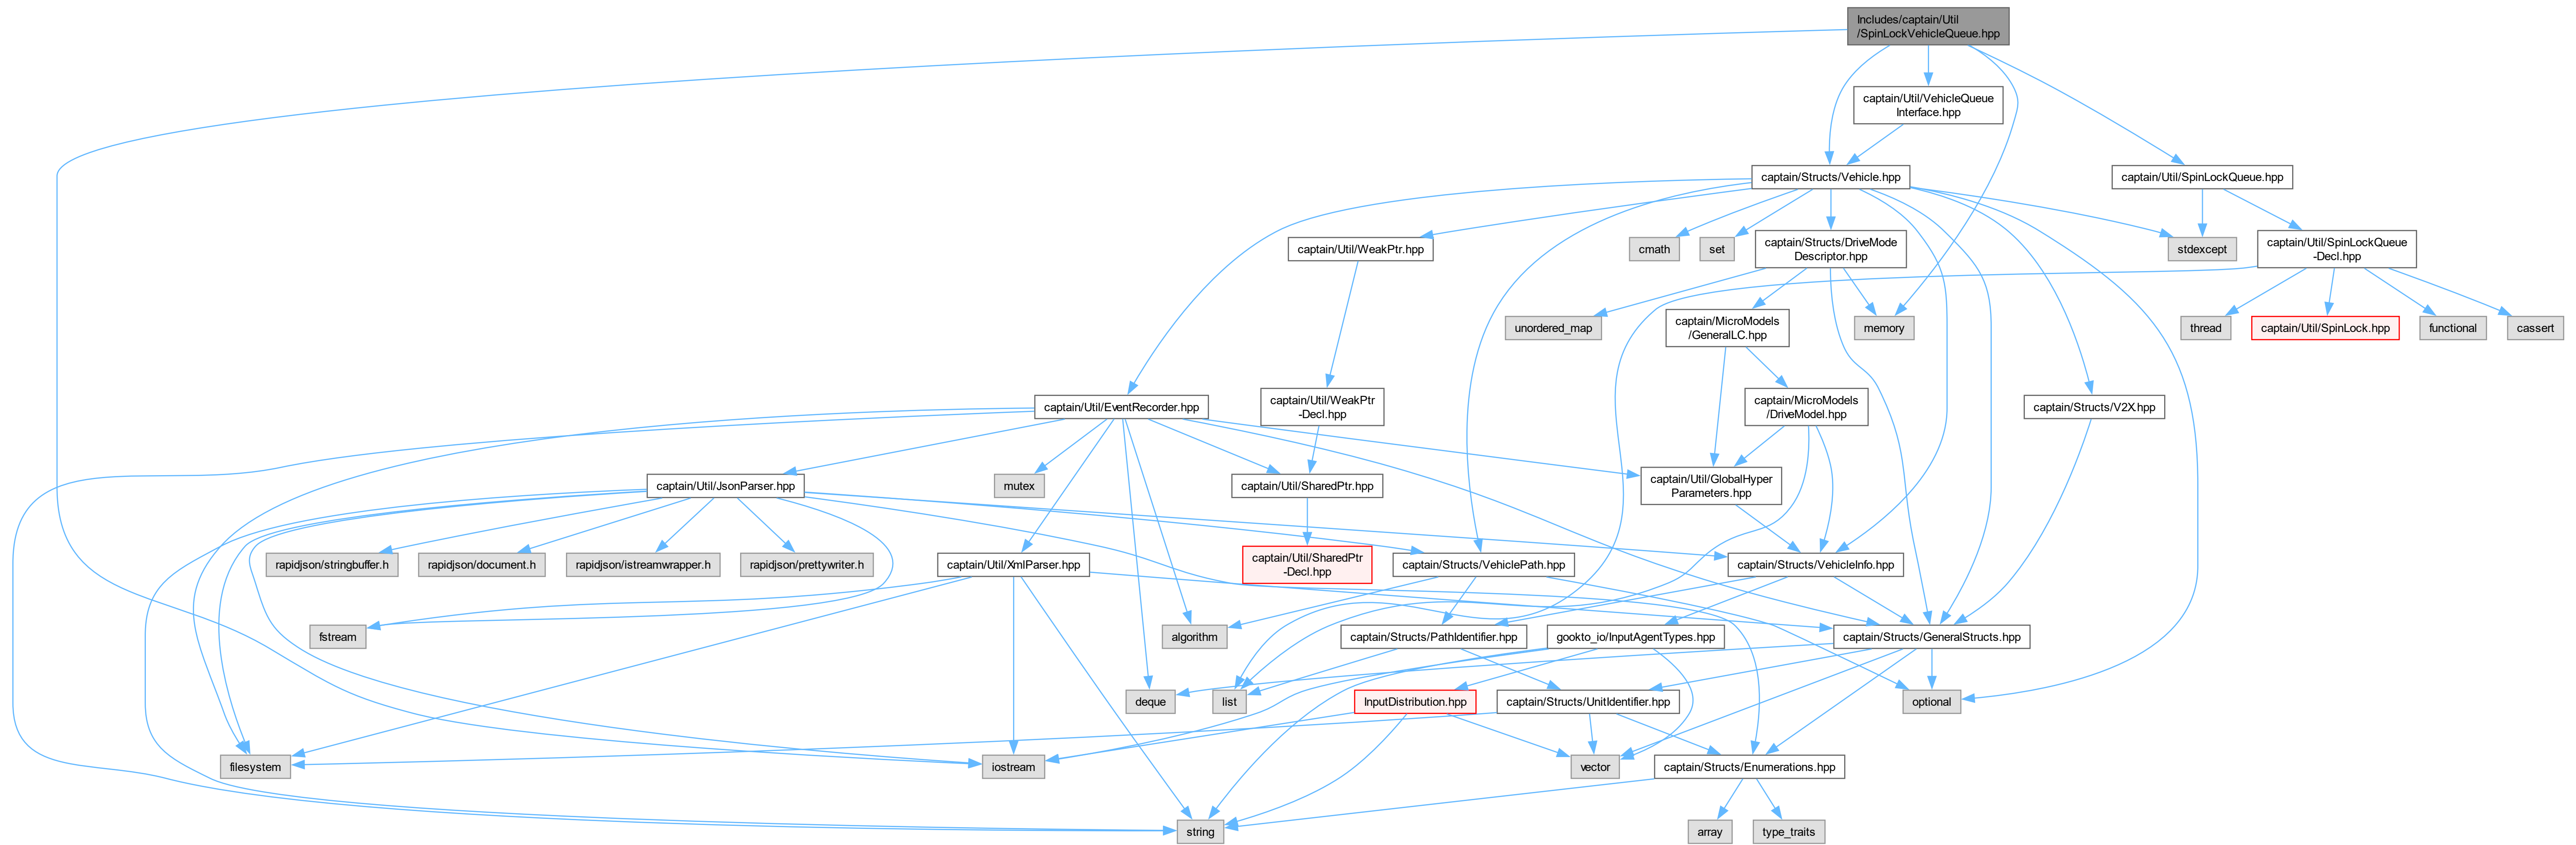 Includes/captain/Util
/SpinLockVehicleQueue.hpp
captain/Util/VehicleQueue
Interface.hpp
captain/Structs/Vehicle.hpp
captain/Util/SpinLockQueue.hpp
captain/Util/WeakPtr.hpp
cmath
set
captain/Structs/DriveMode
Descriptor.hpp
stdexcept
captain/Util/SpinLockQueue
-Decl.hpp
unordered_map
captain/MicroModels
/GeneralLC.hpp
memory
thread
captain/Util/SpinLock.hpp
functional
cassert
captain/Util/EventRecorder.hpp
captain/Util/WeakPtr
-Decl.hpp
captain/MicroModels
/DriveModel.hpp
captain/Structs/V2X.hpp
captain/Util/JsonParser.hpp
mutex
captain/Util/SharedPtr.hpp
captain/Util/GlobalHyper
Parameters.hpp
rapidjson/stringbuffer.h
rapidjson/document.h
rapidjson/istreamwrapper.h
rapidjson/prettywriter.h
captain/Util/XmlParser.hpp
captain/Util/SharedPtr
-Decl.hpp
captain/Structs/VehiclePath.hpp
captain/Structs/VehicleInfo.hpp
fstream
algorithm
captain/Structs/PathIdentifier.hpp
gookto_io/InputAgentTypes.hpp
captain/Structs/GeneralStructs.hpp
deque
list
InputDistribution.hpp
captain/Structs/UnitIdentifier.hpp
optional
filesystem
iostream
vector
captain/Structs/Enumerations.hpp
string
array
type_traits